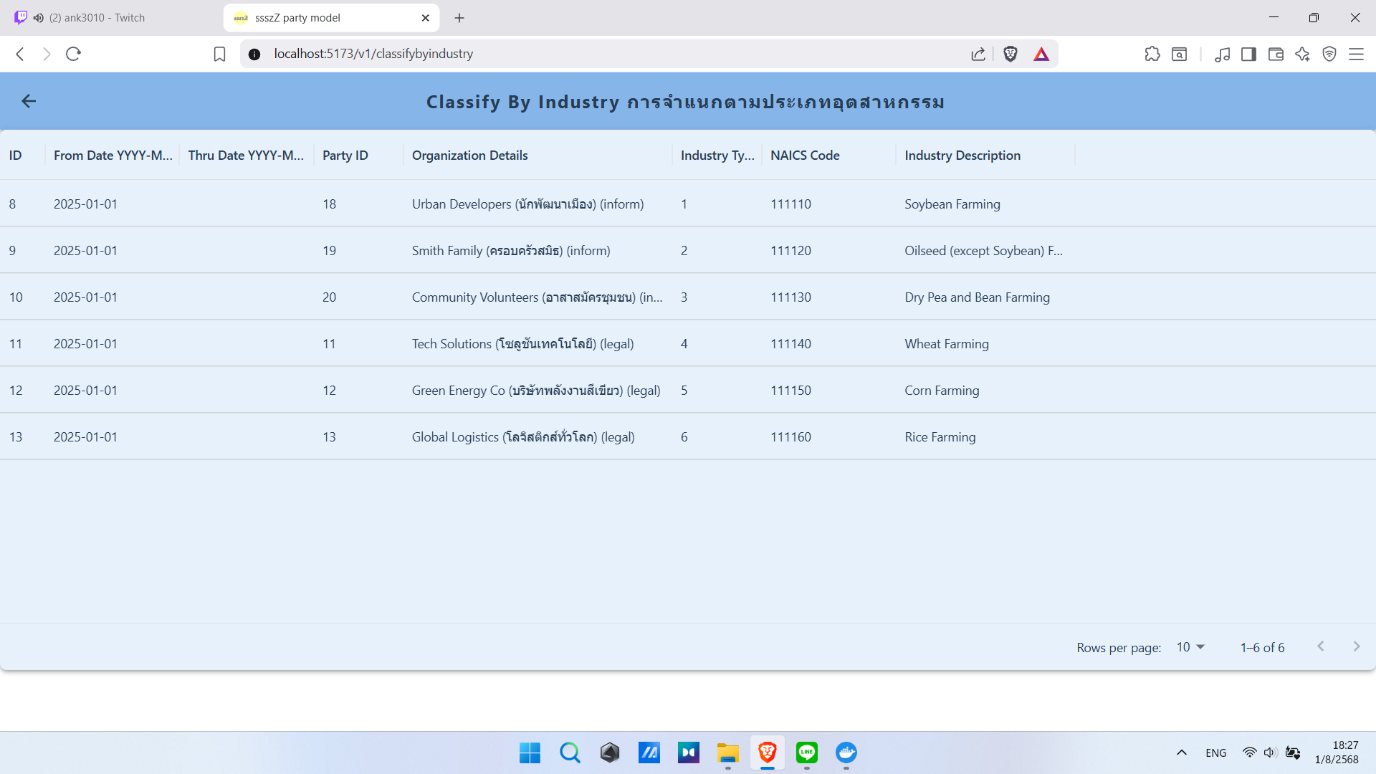 (2) ank3010 - Twitch
sssz ssszZ party model
localhost:5173/v1/classifybyindustry
Classify By Industry การจำแนกตามประเภทอุตสาหกรรม
ID From Date YYYY-M... Thru Date YYYY-M... Party ID Organization Details Industry Ty... NAICS Code Industry Description
8 2025-01-01 18 Urban Developers (นักพัฒนาเมือง) (inform) 1 111110 Soybean Farming
9 2025-01-01 19 Smith Family (ครอบครัวสมิธ) (inform) 2 111120 Oilseed (except Soybean) F...
10 2025-01-01 20 Community Volunteers (อาสาสมัครชุมชน) (in... 3 111130 Dry Pea and Bean Farming
11 2025-01-01 11 Tech Solutions (โซลูชันเทคโนโลยี) (legal) 4 111140 Wheat Farming
12 2025-01-01 12 Green Energy Co (บริษัทพลังงานสีเขียว) (legal) 5 111150 Corn Farming
13 2025-01-01 13 Global Logistics (โลจิสติกส์ทั่วโลก) (legal) 6 111160 Rice Farming
Rows per page: 10 1–6 of 6
LINE
ENG
18:27
1/8/2568